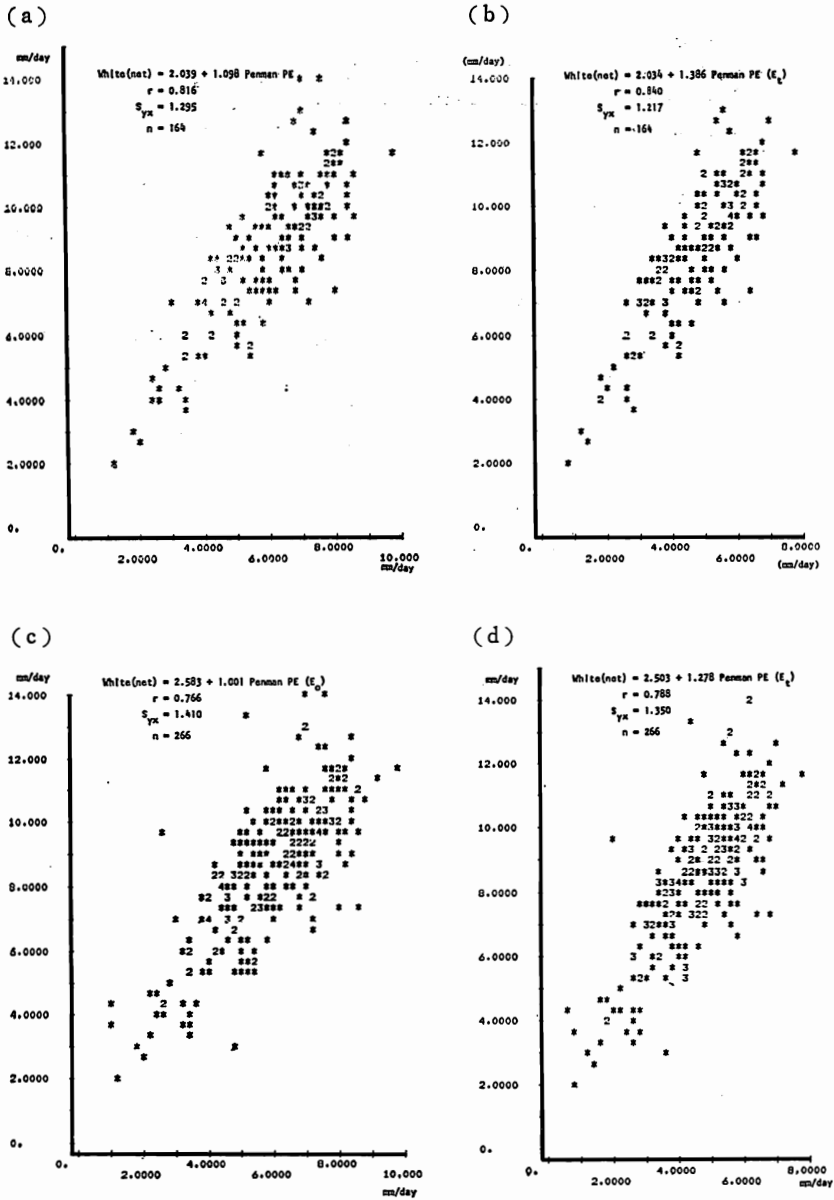 (a)
mm/day
White(net) = 2.039 + 1.098 Penman PE
r = 0.816
Syx = 1.295
n = 164
14.000
12.000
10.000
8.0000
6.0000
4.0000
2.0000
0.
0.
2.0000
4.0000
6.0000
8.0000
10.000
mm/day
(b)
(mm/day)
White(net) = 2.034 + 1.386 Penman PE (Et)
r = 0.840
Syx = 1.217
n = 164
14.000
12.000
10.000
8.0000
6.0000
4.0000
2.0000
0.
0.
2.0000
4.0000
6.0000
8.0000
(mm/day)
(c)
mm/day
White(net) = 2.583 + 1.001 Penman PE (Eo)
r = 0.766
Syx = 1.410
n = 266
14.000
12.000
10.000
8.0000
6.0000
4.0000
2.0000
0.
0.
2.0000
4.0000
6.0000
8.0000
10.000
mm/day
(d)
mm/day
White(net) = 2.503 + 1.278 Penman PE (Et)
r = 0.788
Syx = 1.350
n = 266
14.000
12.000
10.000
8.0000
6.0000
4.0000
2.0000
0.
0.
2.0000
4.0000
6.0000
8.0000
mm/day